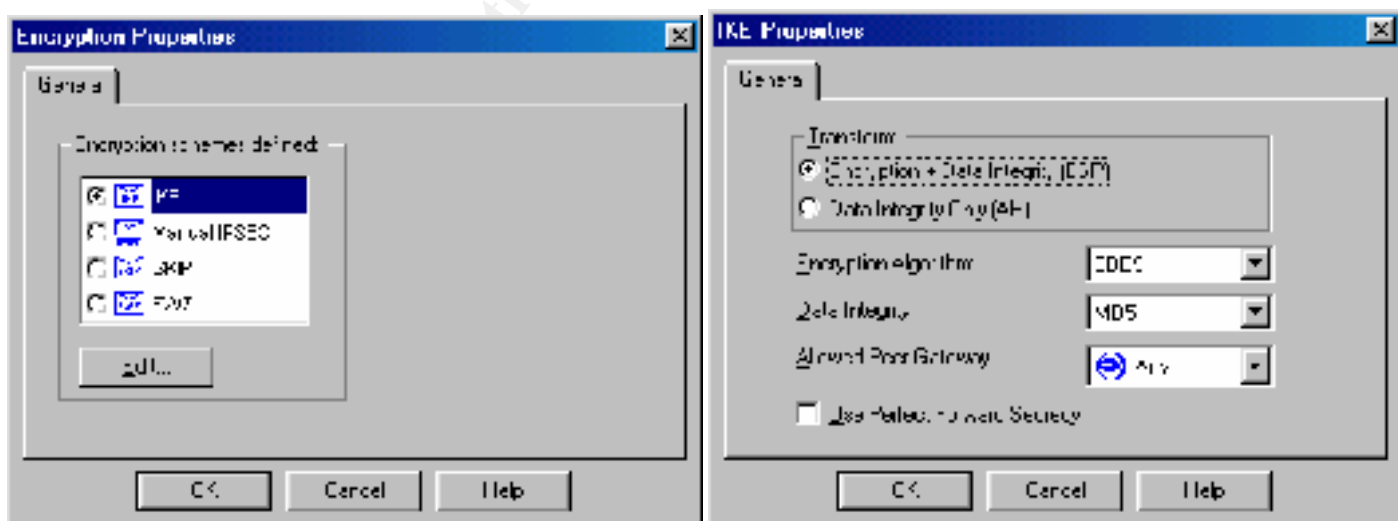 Encryption Properties
General
Encryption schemes defined:
IKE
Manual IPSEC
SKIP
FWZ
Edit...
OK
Cancel
Help
IKE Properties
General
Transform
Encryption + Data Integrity (ESP)
Data Integrity Only (AH)
Encryption Algorithm
3DES
Data Integrity
MD5
Allowed Peer Gateway
Any
Use Perfect Forward Secrecy
OK
Cancel
Help